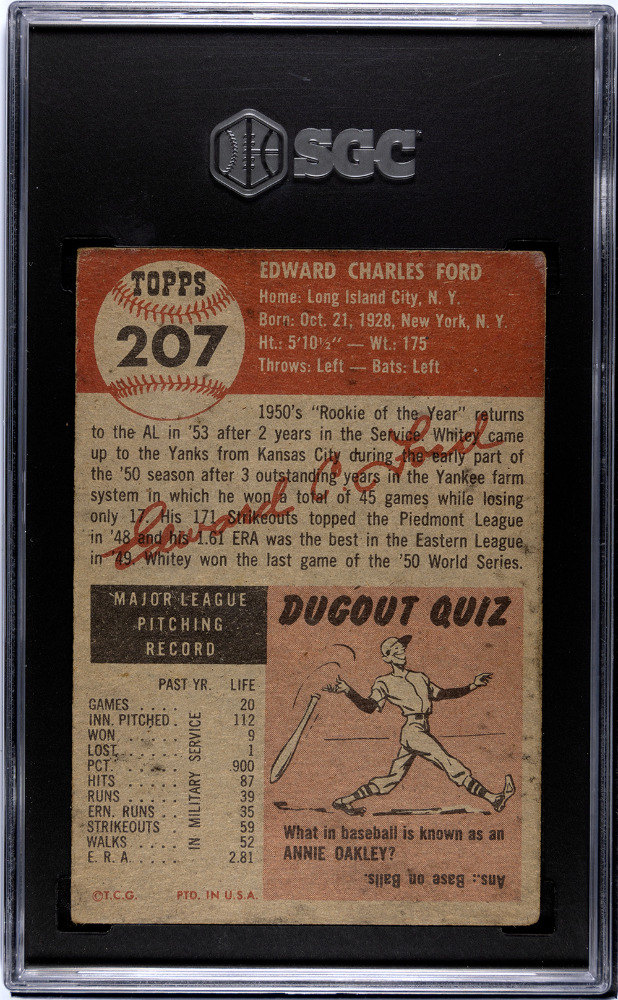 SGC
TOPPS
207
EDWARD CHARLES FORD
Home: Long Island City, N. Y.
Born: Oct. 21, 1928, New York, N. Y.
Ht.: 5'10½" — Wt.: 175
Throws: Left — Bats: Left
1950's "Rookie of the Year" returns
to the AL in '53 after 2 years in the Service. Whitey came
up to the Yanks from Kansas City during the early part of
the '50 season after 3 outstanding years in the Yankee farm
system in which he won a total of 45 games while losing
only 17. His 171 Strikeouts topped the Piedmont League
in '48 and his 1.61 ERA was the best in the Eastern League
in '49. Whitey won the last game of the '50 World Series.
Edward C. Ford
MAJOR LEAGUE
PITCHING
RECORD
PAST YR. LIFE
GAMES . . . . 20
INN. PITCHED . 112
WON . . . . 9
LOST . . . . 1
PCT. . . . . .900
HITS . . . . 87
RUNS . . . . 39
ERN. RUNS . . 35
STRIKEOUTS . 59
WALKS . . . . 52
E. R. A. . . . . 2.81
IN MILITARY SERVICE
©T.C.G. PTD. IN U.S.A.
DUGOUT QUIZ
What in baseball is known as an
ANNIE OAKLEY?
Ans.: Base on Balls.